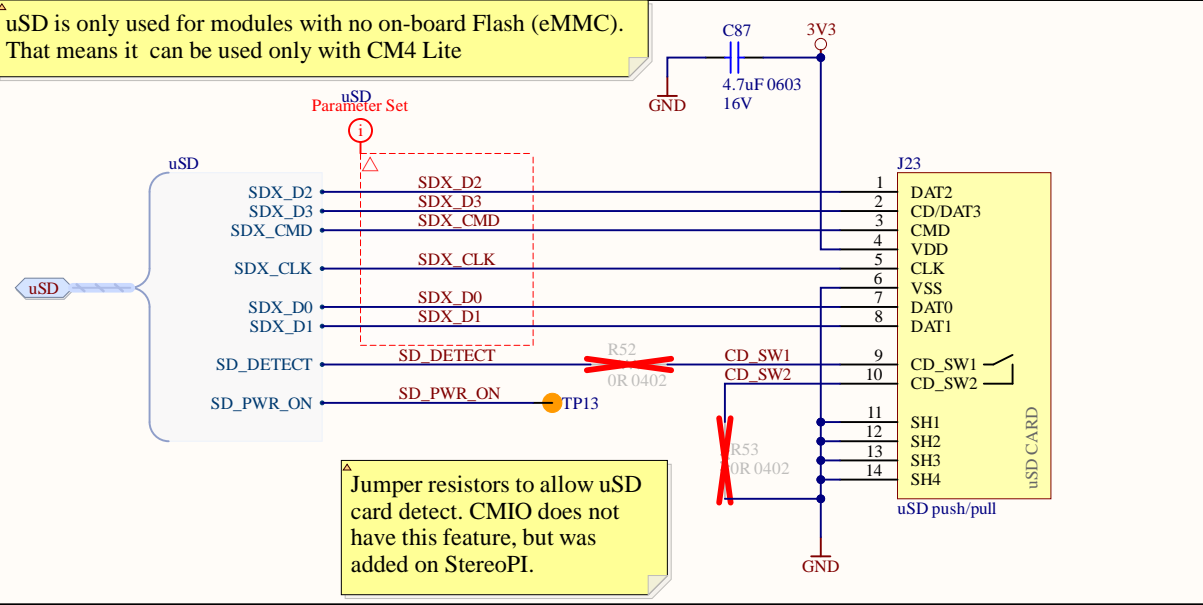 uSD is only used for modules with no on-board Flash (eMMC).
That means it can be used only with CM4 Lite
C87
3V3
4.7uF 0603
16V
GND
uSD
Parameter Set
i
uSD
uSD
SDX_D2
SDX_D3
SDX_CMD
SDX_CLK
SDX_D0
SDX_D1
SD_DETECT
SD_PWR_ON
SDX_D2
SDX_D3
SDX_CMD
SDX_CLK
SDX_D0
SDX_D1
SD_DETECT
SD_PWR_ON
TP13
R52
0R 0402
CD_SW1
CD_SW2
R53
0R 0402
J23
1 DAT2
2 CD/DAT3
3 CMD
4 VDD
5 CLK
6 VSS
7 DAT0
8 DAT1
9 CD_SW1
10 CD_SW2
11 SH1
12 SH2
13 SH3
14 SH4
uSD CARD
uSD push/pull
GND
Jumper resistors to allow uSD
card detect. CMIO does not
have this feature, but was
added on StereoPI.